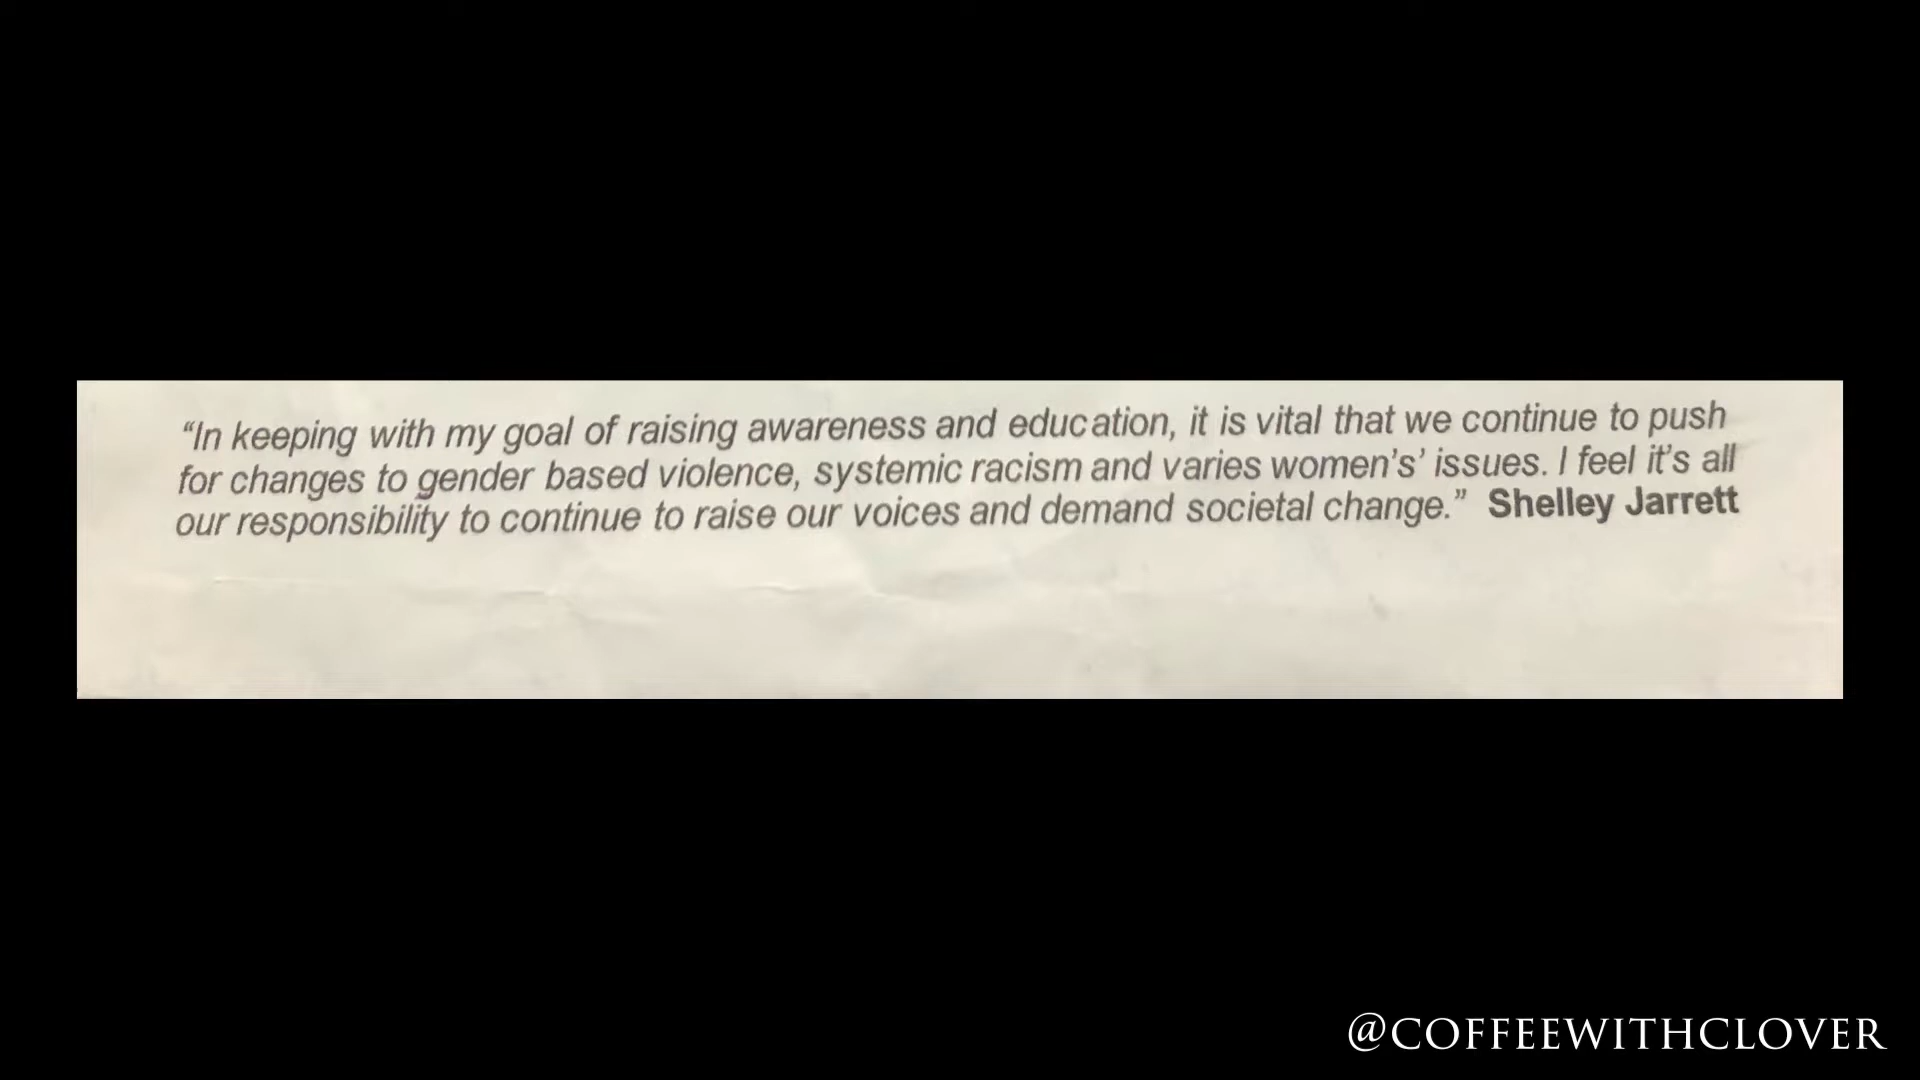 “In keeping with my goal of raising awareness and education, it is vital that we continue to push
for changes to gender based violence, systemic racism and varies women’s’ issues. I feel it’s all
our responsibility to continue to raise our voices and demand societal change.” Shelley Jarrett
@COFFEEWITHCLOVER